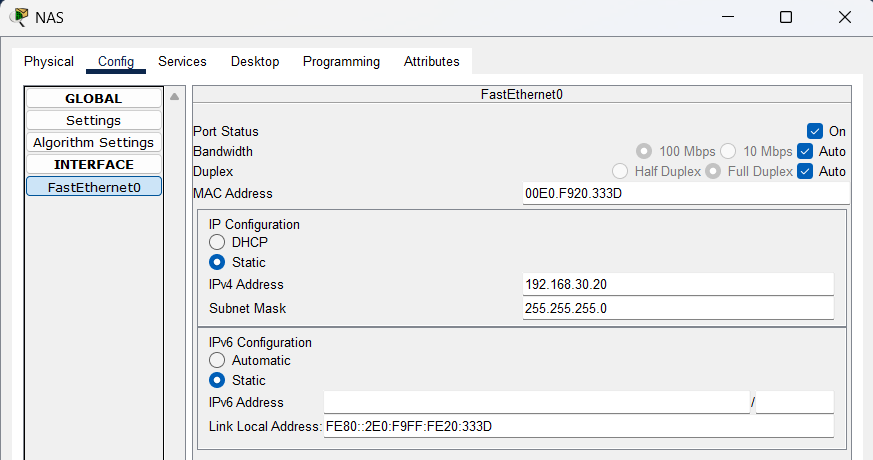 NAS
Physical Config Services Desktop Programming Attributes
GLOBAL
Settings
Algorithm Settings
INTERFACE
FastEthernet0
FastEthernet0
Port Status On
Bandwidth 100 Mbps 10 Mbps Auto
Duplex Half Duplex Full Duplex Auto
MAC Address 00E0.F920.333D
IP Configuration
DHCP
Static
IPv4 Address 192.168.30.20
Subnet Mask 255.255.255.0
IPv6 Configuration
Automatic
Static
IPv6 Address /
Link Local Address: FE80::2E0:F9FF:FE20:333D